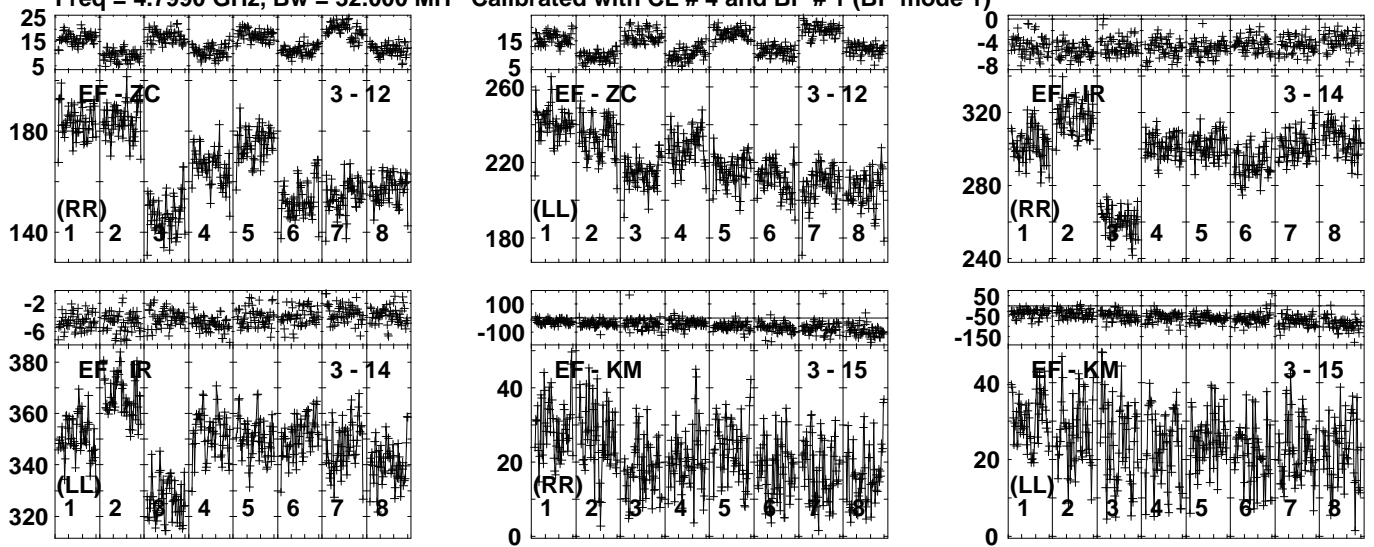 Freq = 4.7990 GHz, Bw = 32.000 MH Calibrated with CL # 4 and BP # 1 (BP mode 1)
25
15
5
EF - ZC 3 - 12
180
(RR)
140
1 2 3 4 5 6 7 8
25
15
5
260
EF - ZC 3 - 12
220
(LL)
180
1 2 3 4 5 6 7 8
0
-4
-8
EF - IR 3 - 14
320
280
(RR)
240
1 2 3 4 5 6 7 8
-2
-6
380
EF - IR 3 - 14
360
340
(LL)
320
1 2 3 4 5 6 7 8
100
-100
EF - KM 3 - 15
40
20
(RR)
0
1 2 3 4 5 6 7 8
50
-50
-150
EF - KM 3 - 15
40
20
(LL)
0
1 2 3 4 5 6 7 8